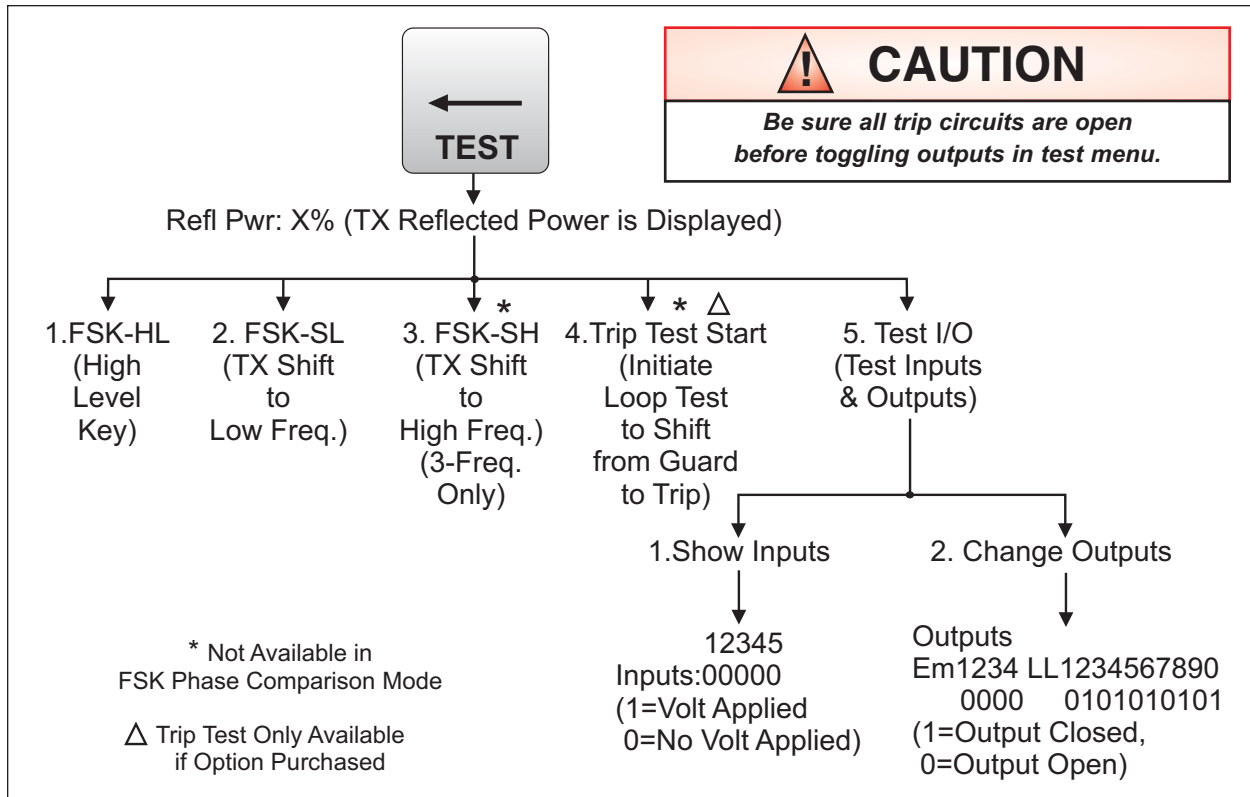 TEST
! CAUTION
Be sure all trip circuits are open
before toggling outputs in test menu.
Refl Pwr: X% (TX Reflected Power is Displayed)
1.FSK-HL
(High
Level
Key)
2. FSK-SL
(TX Shift
to
Low Freq.)
*
3. FSK-SH
(TX Shift
to
High Freq.)
(3-Freq.
Only)
* △
4.Trip Test Start
(Initiate
Loop Test
to Shift
from Guard
to Trip)
5. Test I/O
(Test Inputs
& Outputs)
1.Show Inputs
12345
Inputs:00000
(1=Volt Applied
0=No Volt Applied)
2. Change Outputs
Outputs
Em1234 LL1234567890
0000 0101010101
(1=Output Closed,
0=Output Open)
* Not Available in
FSK Phase Comparison Mode
△ Trip Test Only Available
if Option Purchased